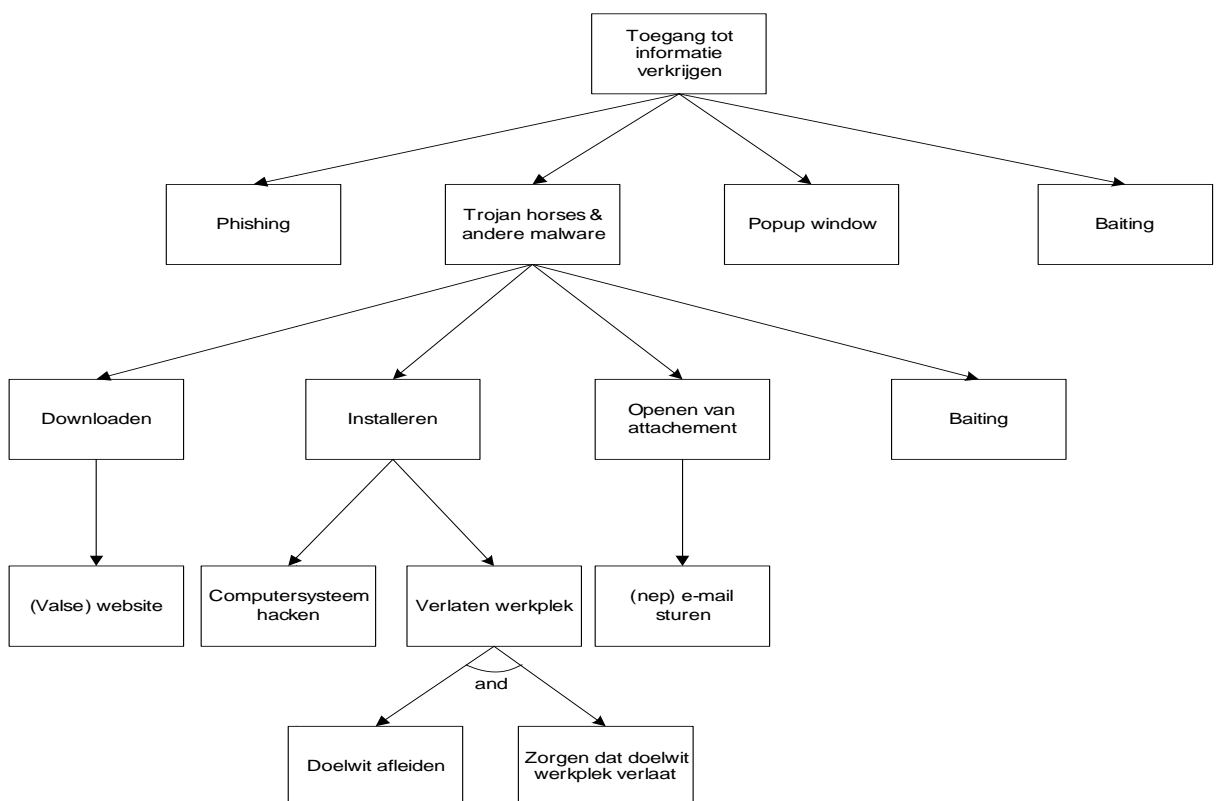 Toegang tot
informatie
verkrijgen
Phishing
Trojan horses &
andere malware
Popup window
Baiting
Downloaden
Installeren
Openen van
attachement
Baiting
(Valse) website
Computersysteem
hacken
Verlaten werkplek
(nep) e-mail
sturen
and
Doelwit afleiden
Zorgen dat doelwit
werkplek verlaat